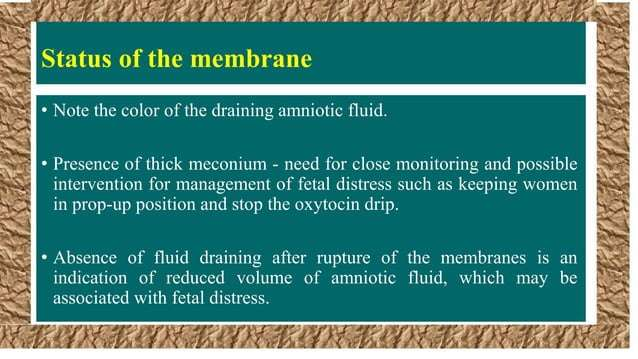 Status of the membrane
• Note the color of the draining amniotic fluid.
• Presence of thick meconium - need for close monitoring and possible
intervention for management of fetal distress such as keeping women
in prop-up position and stop the oxytocin drip.
• Absence of fluid draining after rupture of the membranes is an
indication of reduced volume of amniotic fluid, which may be
associated with fetal distress.